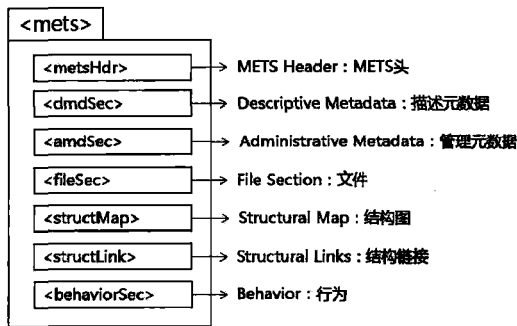 <mets>
<metsHdr> → METS Header：METS头
<dmdSec> → Descriptive Metadata：描述元数据
<amdSec> → Administrative Metadata：管理元数据
<fileSec> → File Section：文件
<structMap> → Structural Map：结构图
<structLink> → Structural Links：结构链接
<behaviorSec> → Behavior：行为